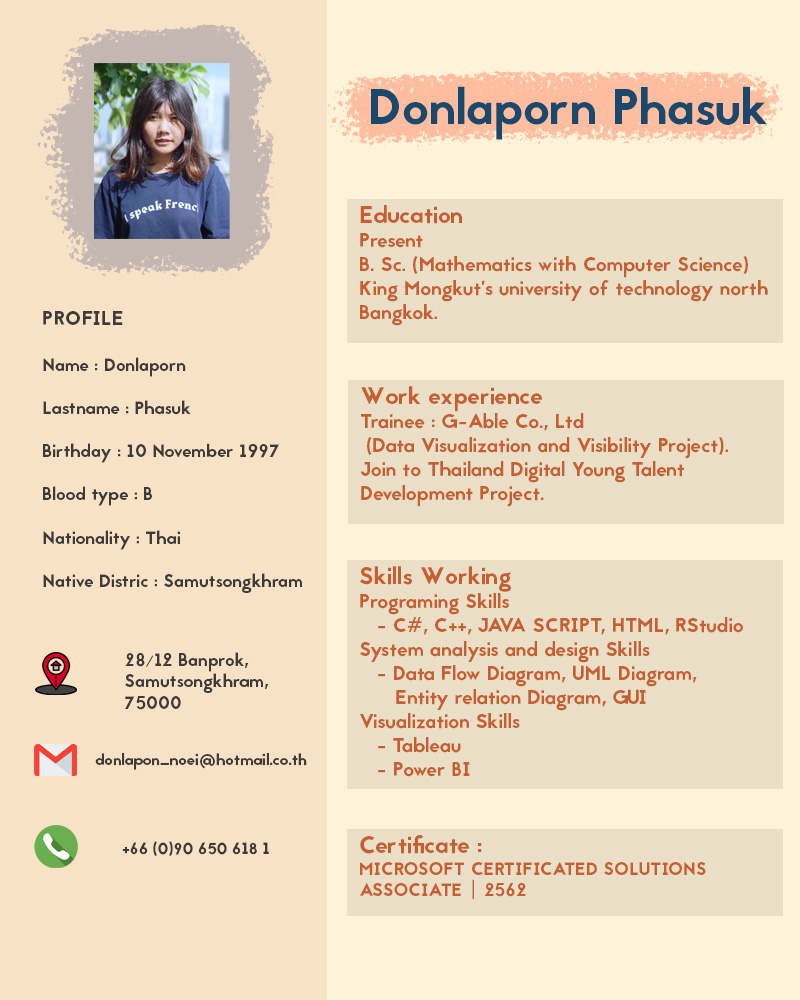 Donlaporn Phasuk
I speak French
PROFILE
Name : Donlaporn
Lastname : Phasuk
Birthday : 10 November 1997
Blood type : B
Nationality : Thai
Native Distric : Samutsongkhram
28/12 Banprok,
Samutsongkhram,
75000
donlapon_noei@hotmail.co.th
+66 (0)90 650 618 1
Education
Present
B. Sc. (Mathematics with Computer Science)
King Mongkut's university of technology north
Bangkok.
Work experience
Trainee : G-Able Co., Ltd
(Data Visualization and Visibility Project).
Join to Thailand Digital Young Talent
Development Project.
Skills Working
Programing Skills
- C#, C++, JAVA SCRIPT, HTML, RStudio
System analysis and design Skills
- Data Flow Diagram, UML Diagram,
Entity relation Diagram, GUI
Visualization Skills
- Tableau
- Power BI
Certificate :
MICROSOFT CERTIFICATED SOLUTIONS
ASSOCIATE | 2562